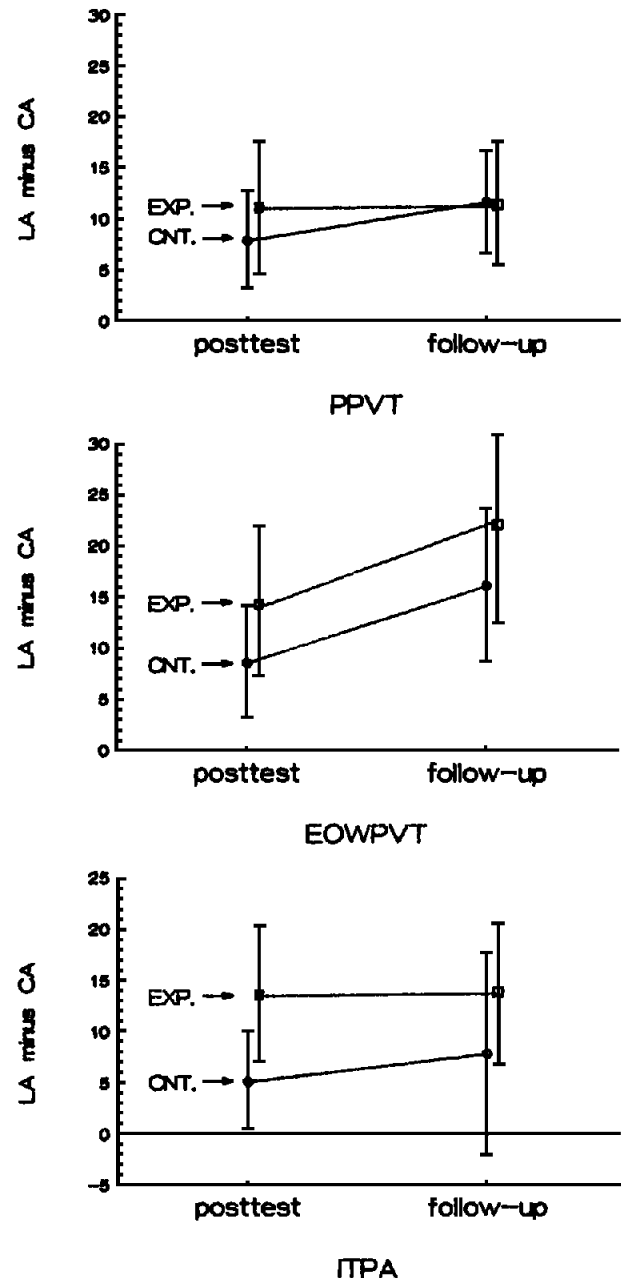 30
25
20
15
10
5
0
LA minus CA
EXP.
CNT.
posttest follow-up
PPVT
30
25
20
15
10
5
0
LA minus CA
EXP.
CNT.
posttest follow-up
EOWPVT
25
20
15
10
5
0
-5
LA minus CA
EXP.
CNT.
posttest follow-up
ITPA